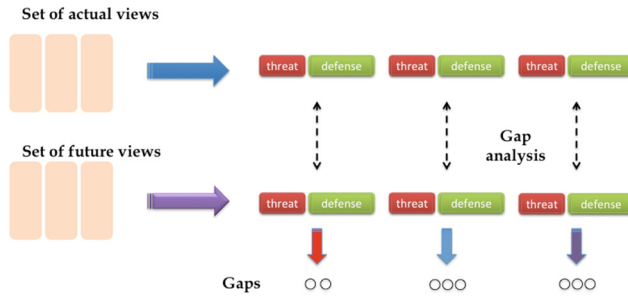 Set of actual views
threat defense threat defense threat defense
Gap
analysis
Set of future views
threat defense threat defense threat defense
Gaps